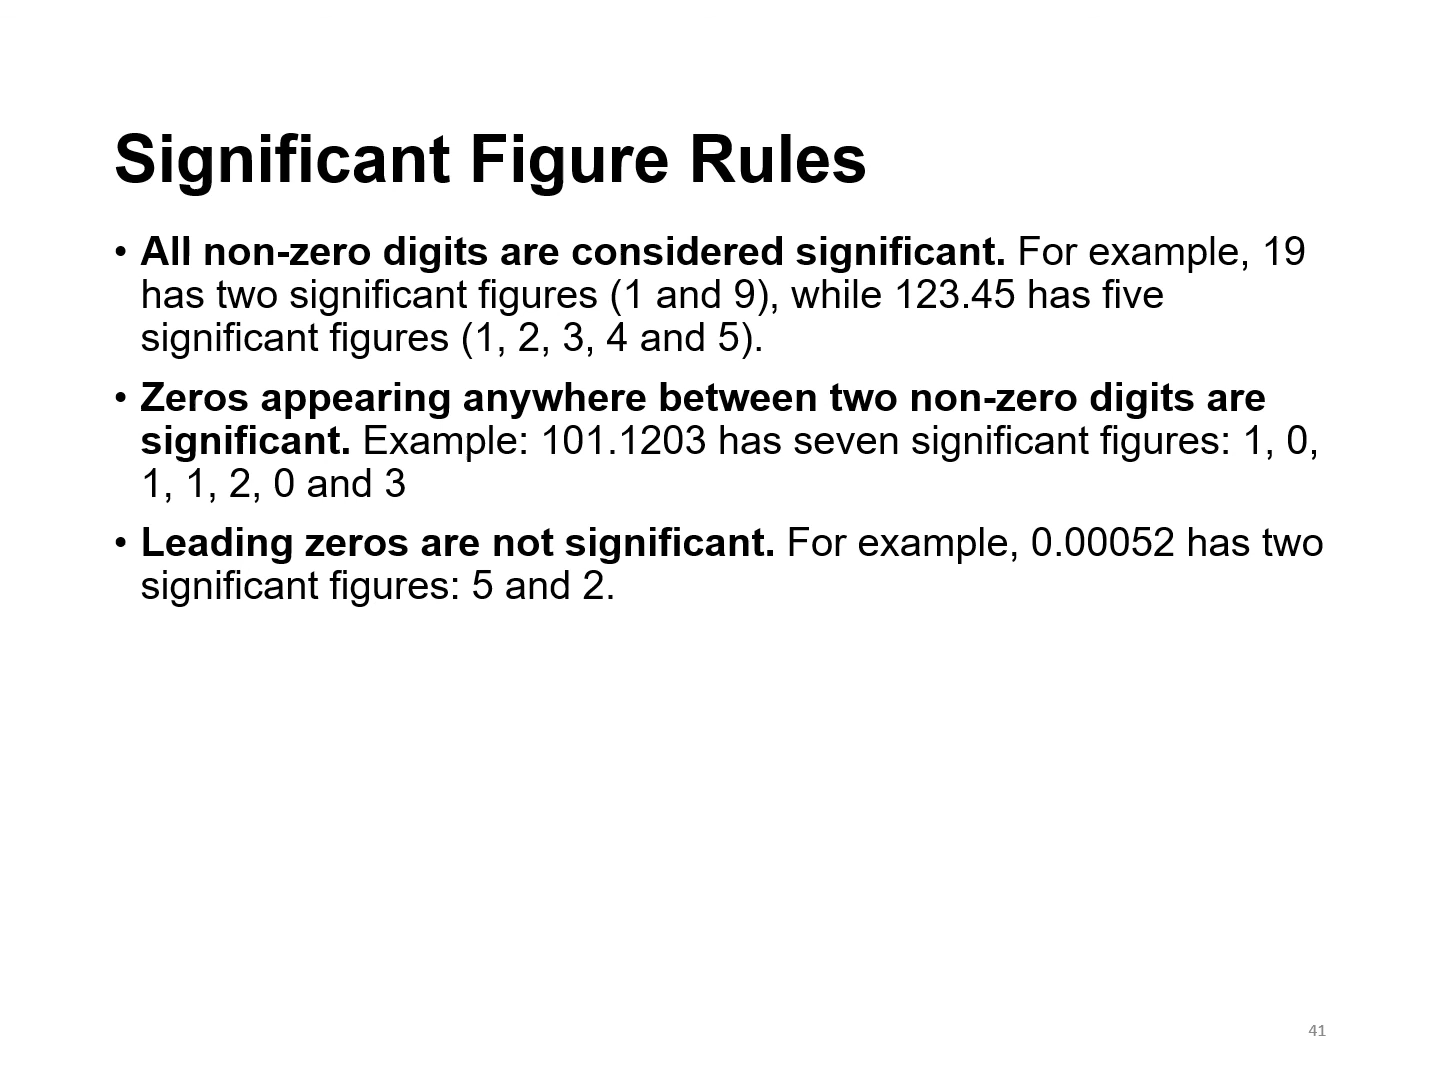 Significant Figure Rules
• All non-zero digits are considered significant. For example, 19
has two significant figures (1 and 9), while 123.45 has five
significant figures (1, 2, 3, 4 and 5).
• Zeros appearing anywhere between two non-zero digits are
significant. Example: 101.1203 has seven significant figures: 1, 0,
1, 1, 2, 0 and 3
• Leading zeros are not significant. For example, 0.00052 has two
significant figures: 5 and 2.
41